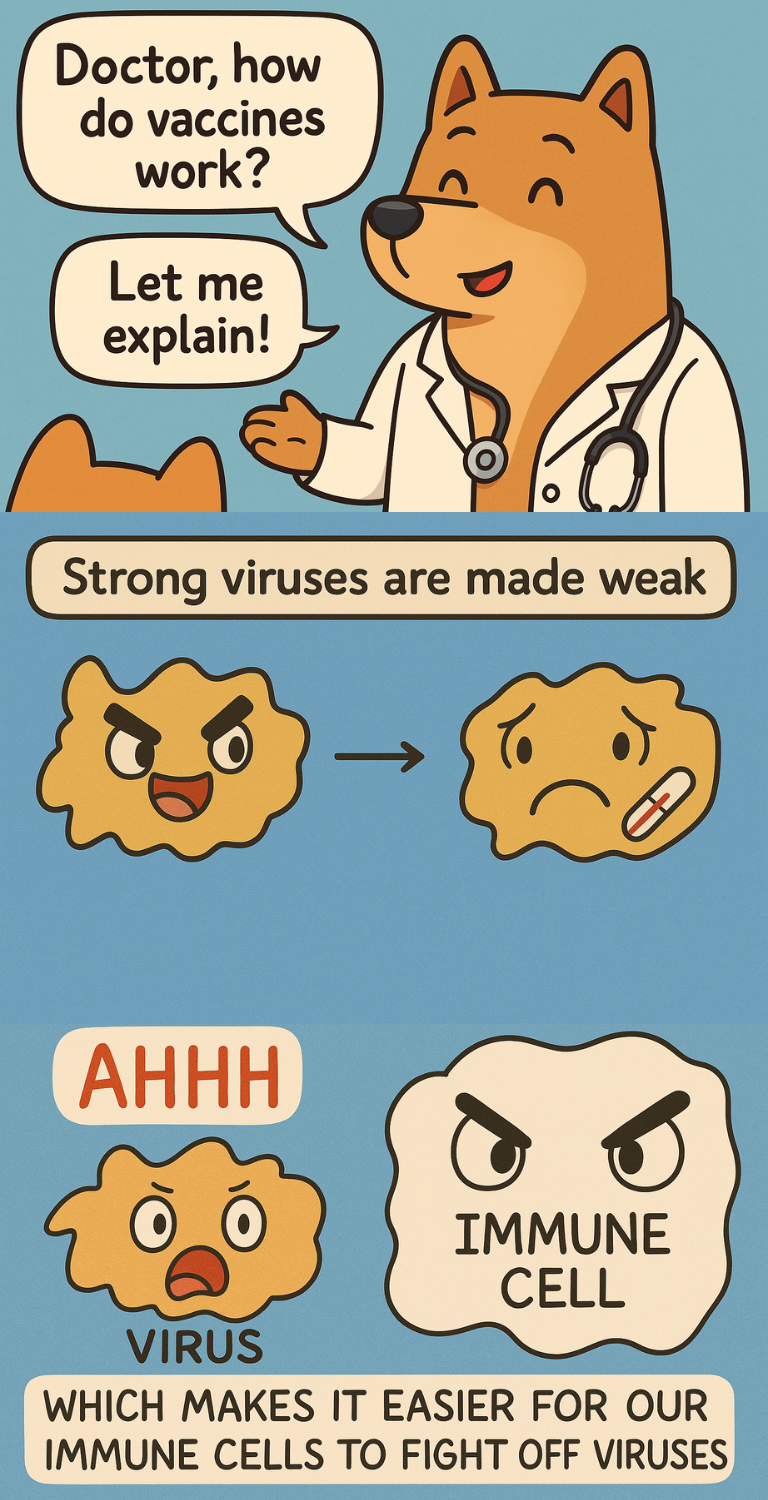 Doctor, how
do vaccines
work?
Let me
explain!
Strong viruses are made weak
AHHH
VIRUS
IMMUNE
CELL
WHICH MAKES IT EASIER FOR OUR
IMMUNE CELLS TO FIGHT OFF VIRUSES